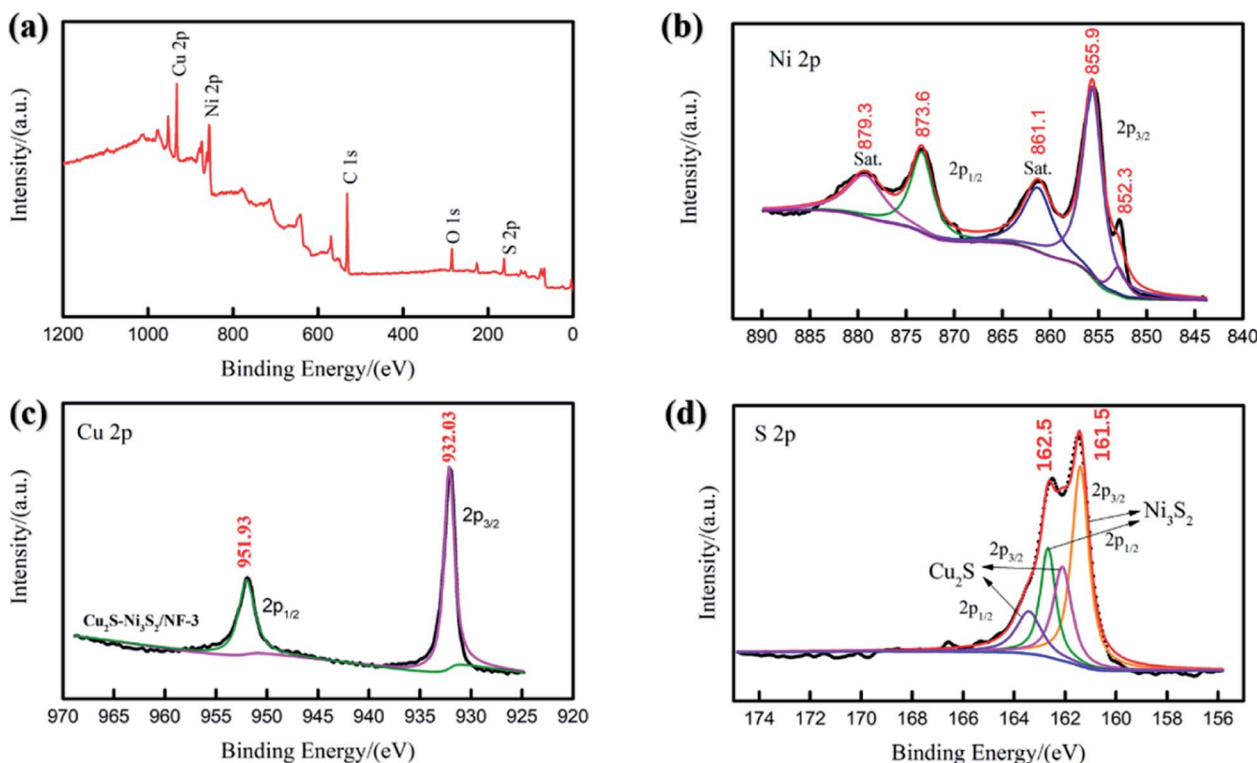 (a)
Intensity/(a.u.)
Cu 2p
Ni 2p
C 1s
O 1s
S 2p
1200 1000 800 600 400 200 0
Binding Energy/(eV)
(b)
Intensity/(a.u.)
Ni 2p
879.3
Sat.
873.6
2p1/2
861.1
Sat.
855.9
2p3/2
852.3
890 885 880 875 870 865 860 855 850 845 840
Binding Energy/(eV)
(c)
Intensity/(a.u.)
Cu 2p
951.93
2p1/2
932.03
2p3/2
Cu2S-Ni3S2/NF-3
970 965 960 955 950 945 940 935 930 925 920
Binding Energy/(eV)
(d)
Intensity/(a.u.)
S 2p
162.5
161.5
2p3/2
Ni3S2
2p1/2
2p3/2
Cu2S
2p1/2
174 172 170 168 166 164 162 160 158 156
Binding Energy/(eV)